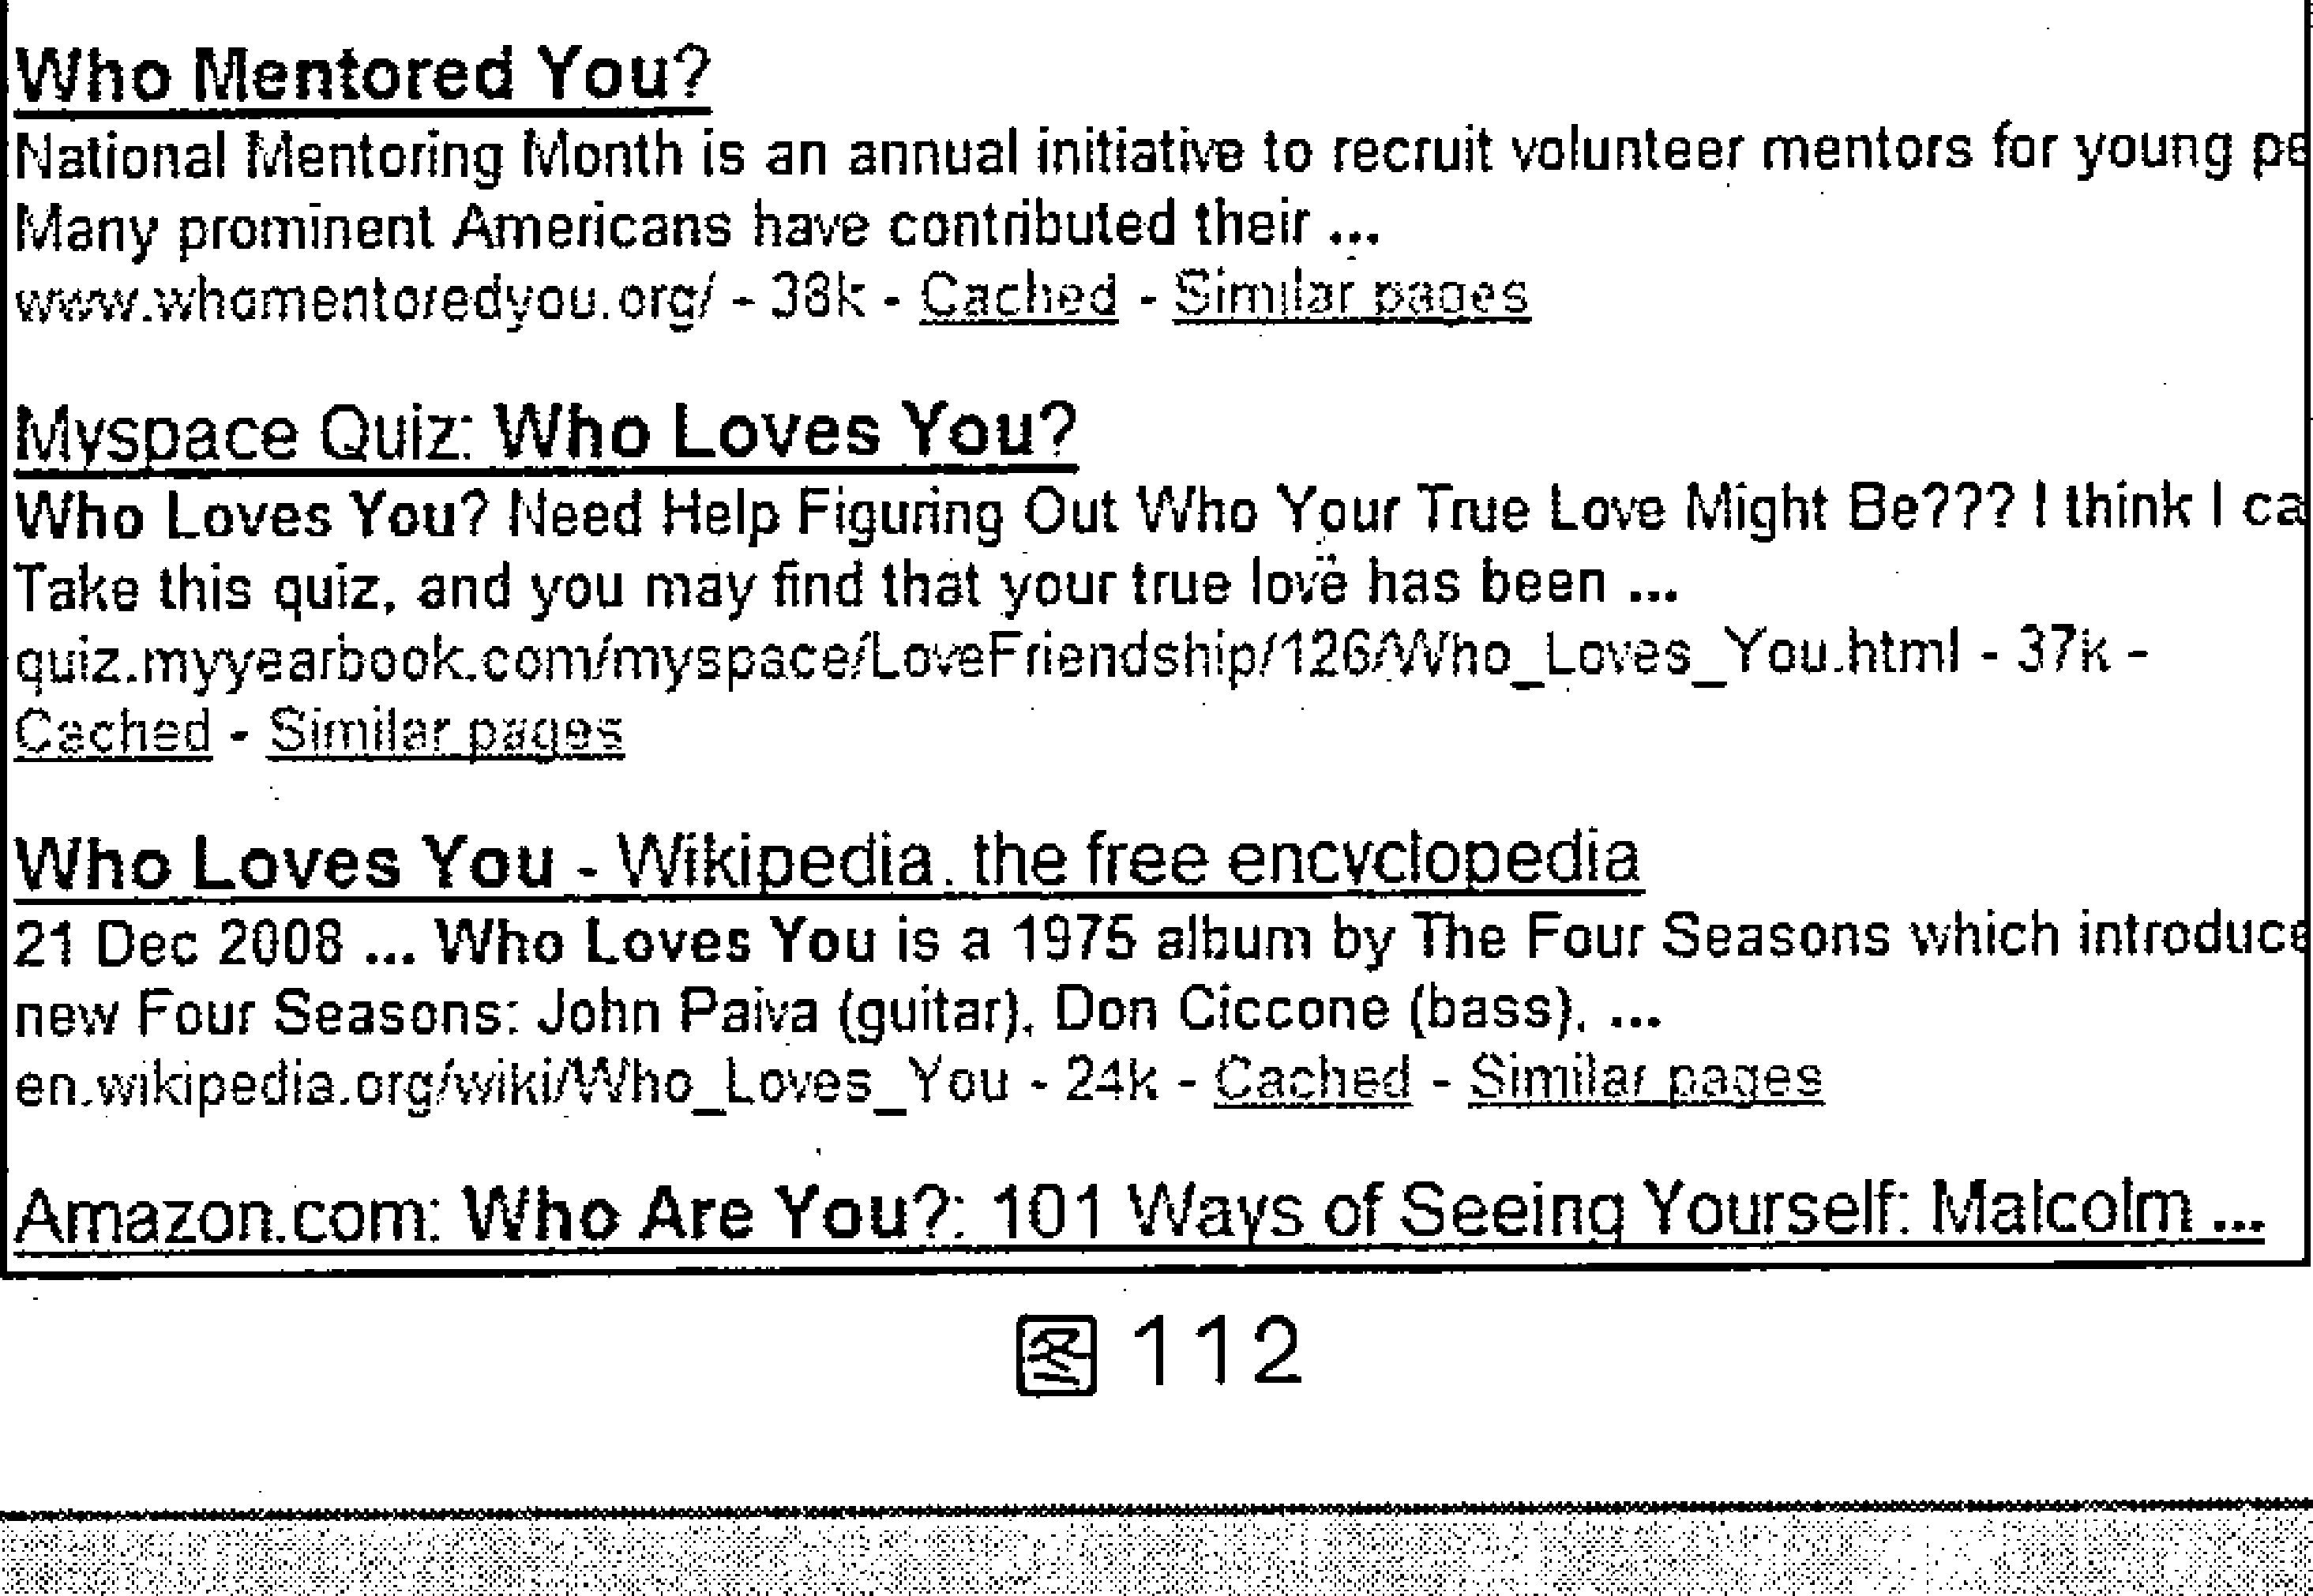 Who Mentored You?
National Mentoring Month is an annual initiative to recruit volunteer mentors for young pe
Many prominent Americans have contributed their ...
www.whomentoredyou.org/ - 38k - Cached - Similar pages
Myspace Quiz: Who Loves You?
Who Loves You? Need Help Figuring Out Who Your True Love Might Be??? I think I ca
Take this quiz, and you may find that your true love has been ...
quiz.myyearbook.com/myspace/LoveFriendship/126/Who_Loves_You.html - 37k -
Cached - Similar pages
Who Loves You - Wikipedia, the free encyclopedia
21 Dec 2008 ... Who Loves You is a 1975 album by The Four Seasons which introduce
new Four Seasons: John Paiva (guitar), Don Ciccone (bass), ...
en.wikipedia.org/wiki/Who_Loves_You - 24k - Cached - Similar pages
Amazon.com: Who Are You?: 101 Ways of Seeing Yourself: Malcolm ...
图 112